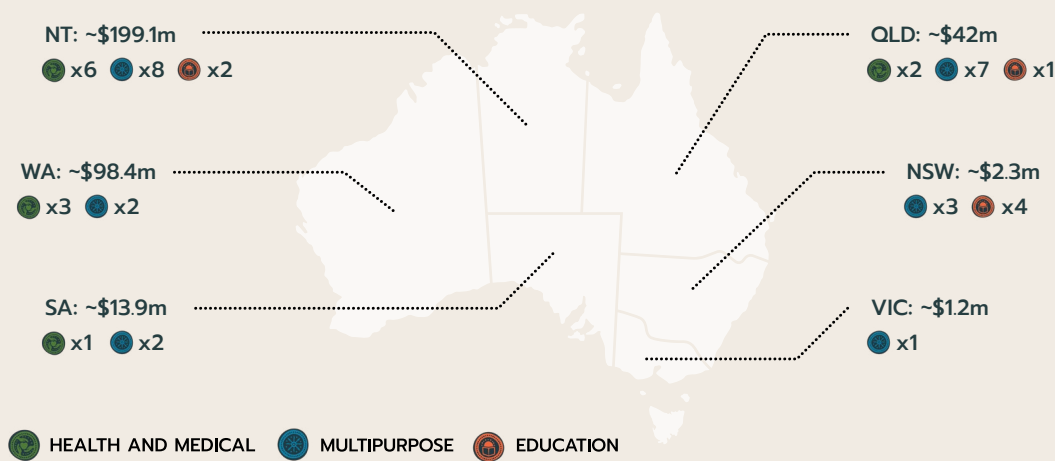 NT: ~$199.1m
x6 x8 x2
QLD: ~$42m
x2 x7 x1
WA: ~$98.4m
x3 x2
NSW: ~$2.3m
x3 x4
SA: ~$13.9m
x1 x2
VIC: ~$1.2m
x1
HEALTH AND MEDICAL MULTIPURPOSE EDUCATION